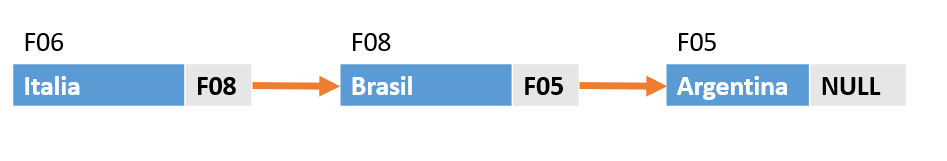 F06 F08 F05
Italia F08 Brasil F05 Argentina NULL